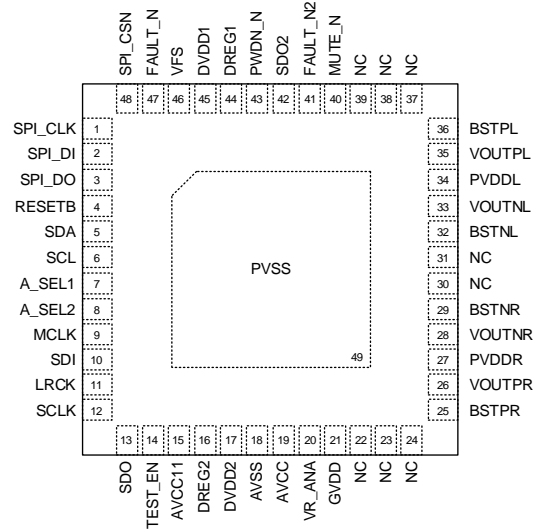 SPI_CSN
FAULT_N
VFS
DVDD1
DREG1
PWDN_N
SDO2
FAULT_N2
MUTE_N
NC
NC
NC
48 47 46 45 44 43 42 41 40 39 38 37
SPI_CLK 1
SPI_DI 2
SPI_DO 3
RESETB 4
SDA 5
SCL 6
A_SEL1 7
A_SEL2 8
MCLK 9
SDI 10
LRCK 11
SCLK 12
PVSS
49
36 BSTPL
35 VOUTPL
34 PVDDL
33 VOUTNL
32 BSTNL
31 NC
30 NC
29 BSTNR
28 VOUTNR
27 PVDDR
26 VOUTPR
25 BSTPR
13 14 15 16 17 18 19 20 21 22 23 24
SDO
TEST_EN
AVCC11
DREG2
DVDD2
AVSS
AVCC
VR_ANA
GVDD
NC
NC
NC